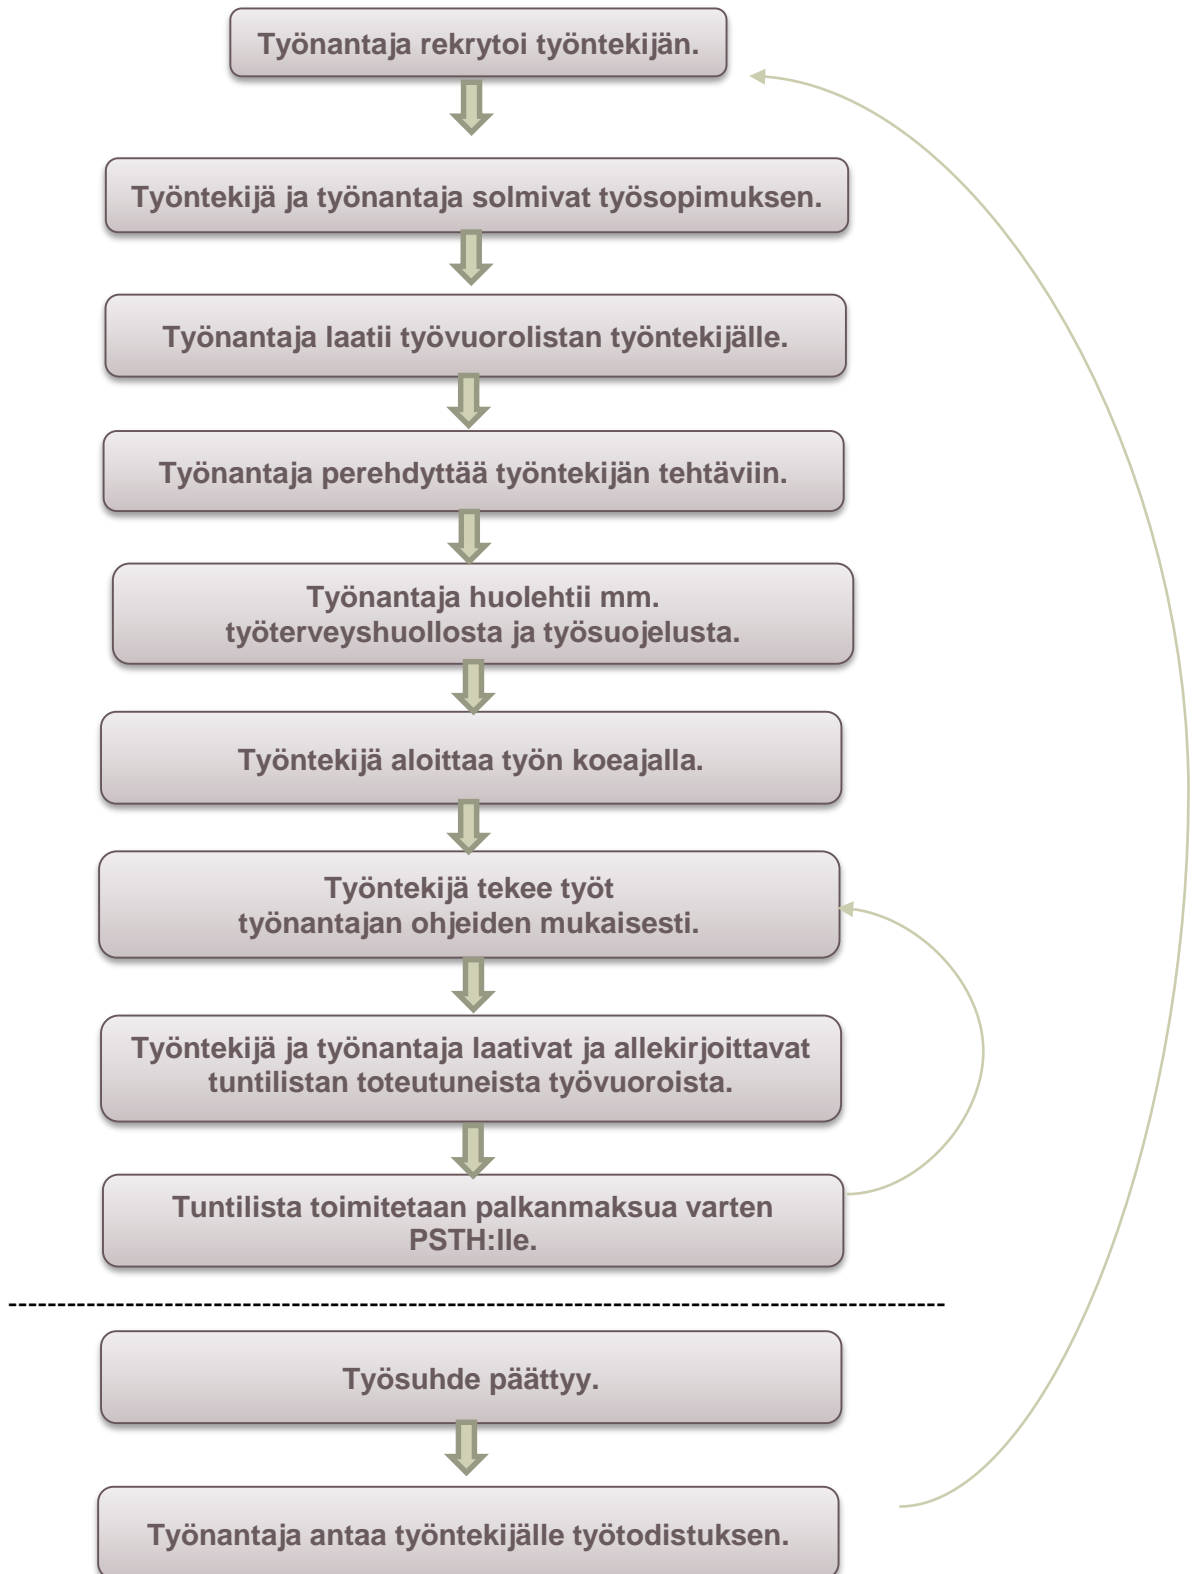 Työnantaja rekrytoi työntekijän.
Työntekijä ja työnantaja solmivat työsopimuksen.
Työnantaja laatii työvuorolistan työntekijälle.
Työnantaja perehdyttää työntekijän tehtäviin.
Työnantaja huolehtii mm.
työterveyshuollosta ja työsuojelusta.
Työntekijä aloittaa työn koeajalla.
Työntekijä tekee työt
työnantajan ohjeiden mukaisesti.
Työntekijä ja työnantaja laativat ja allekirjoittavat
tuntilistan toteutuneista työvuoroista.
Tuntilista toimitetaan palkanmaksua varten
PSTH:lle.
Työsuhde päättyy.
Työnantaja antaa työntekijälle työtodistuksen.